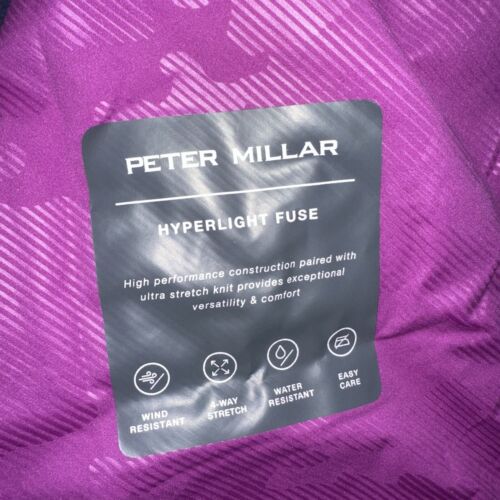 PETER MILLAR
HYPERLIGHT FUSE
High performance construction paired with
ultra stretch knit provides exceptional
versatility & comfort
WIND
RESISTANT
4-WAY
STRETCH
WATER
RESISTANT
EASY
CARE